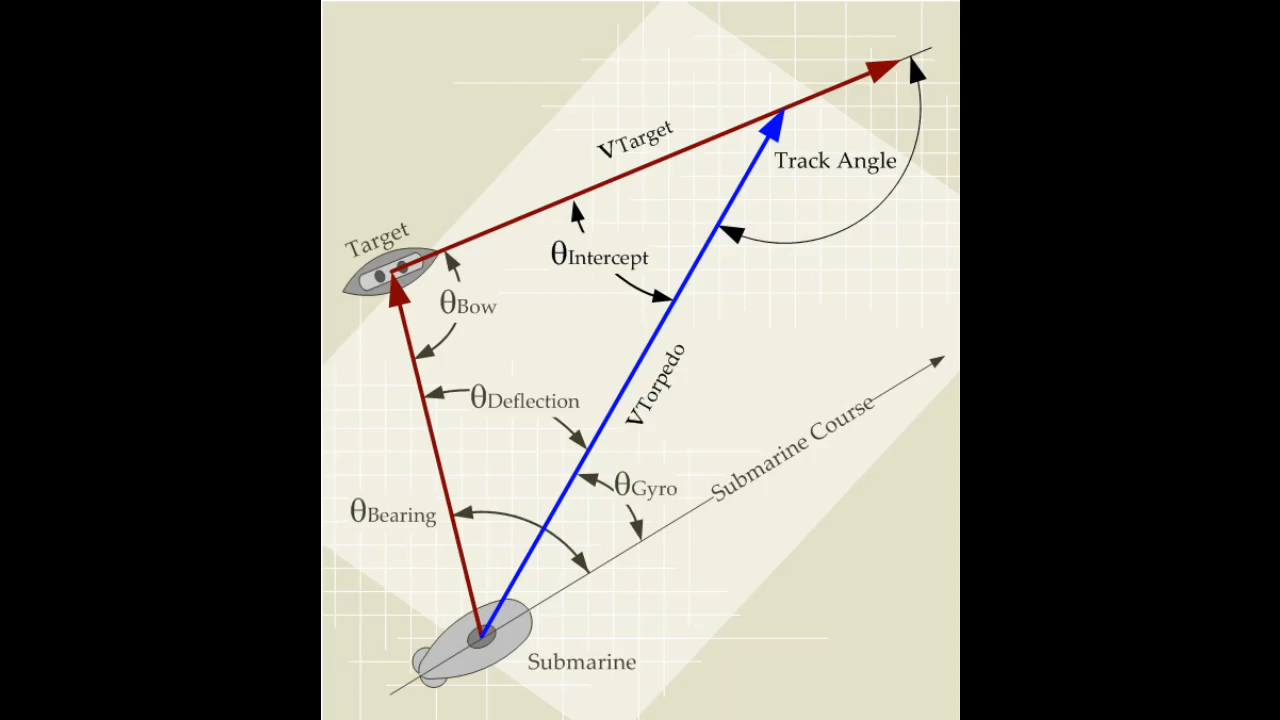 vTarget
Track Angle
Target
θIntercept
θBow
vTorpedo
θDeflection
Submarine Course
θGyro
θBearing
Submarine